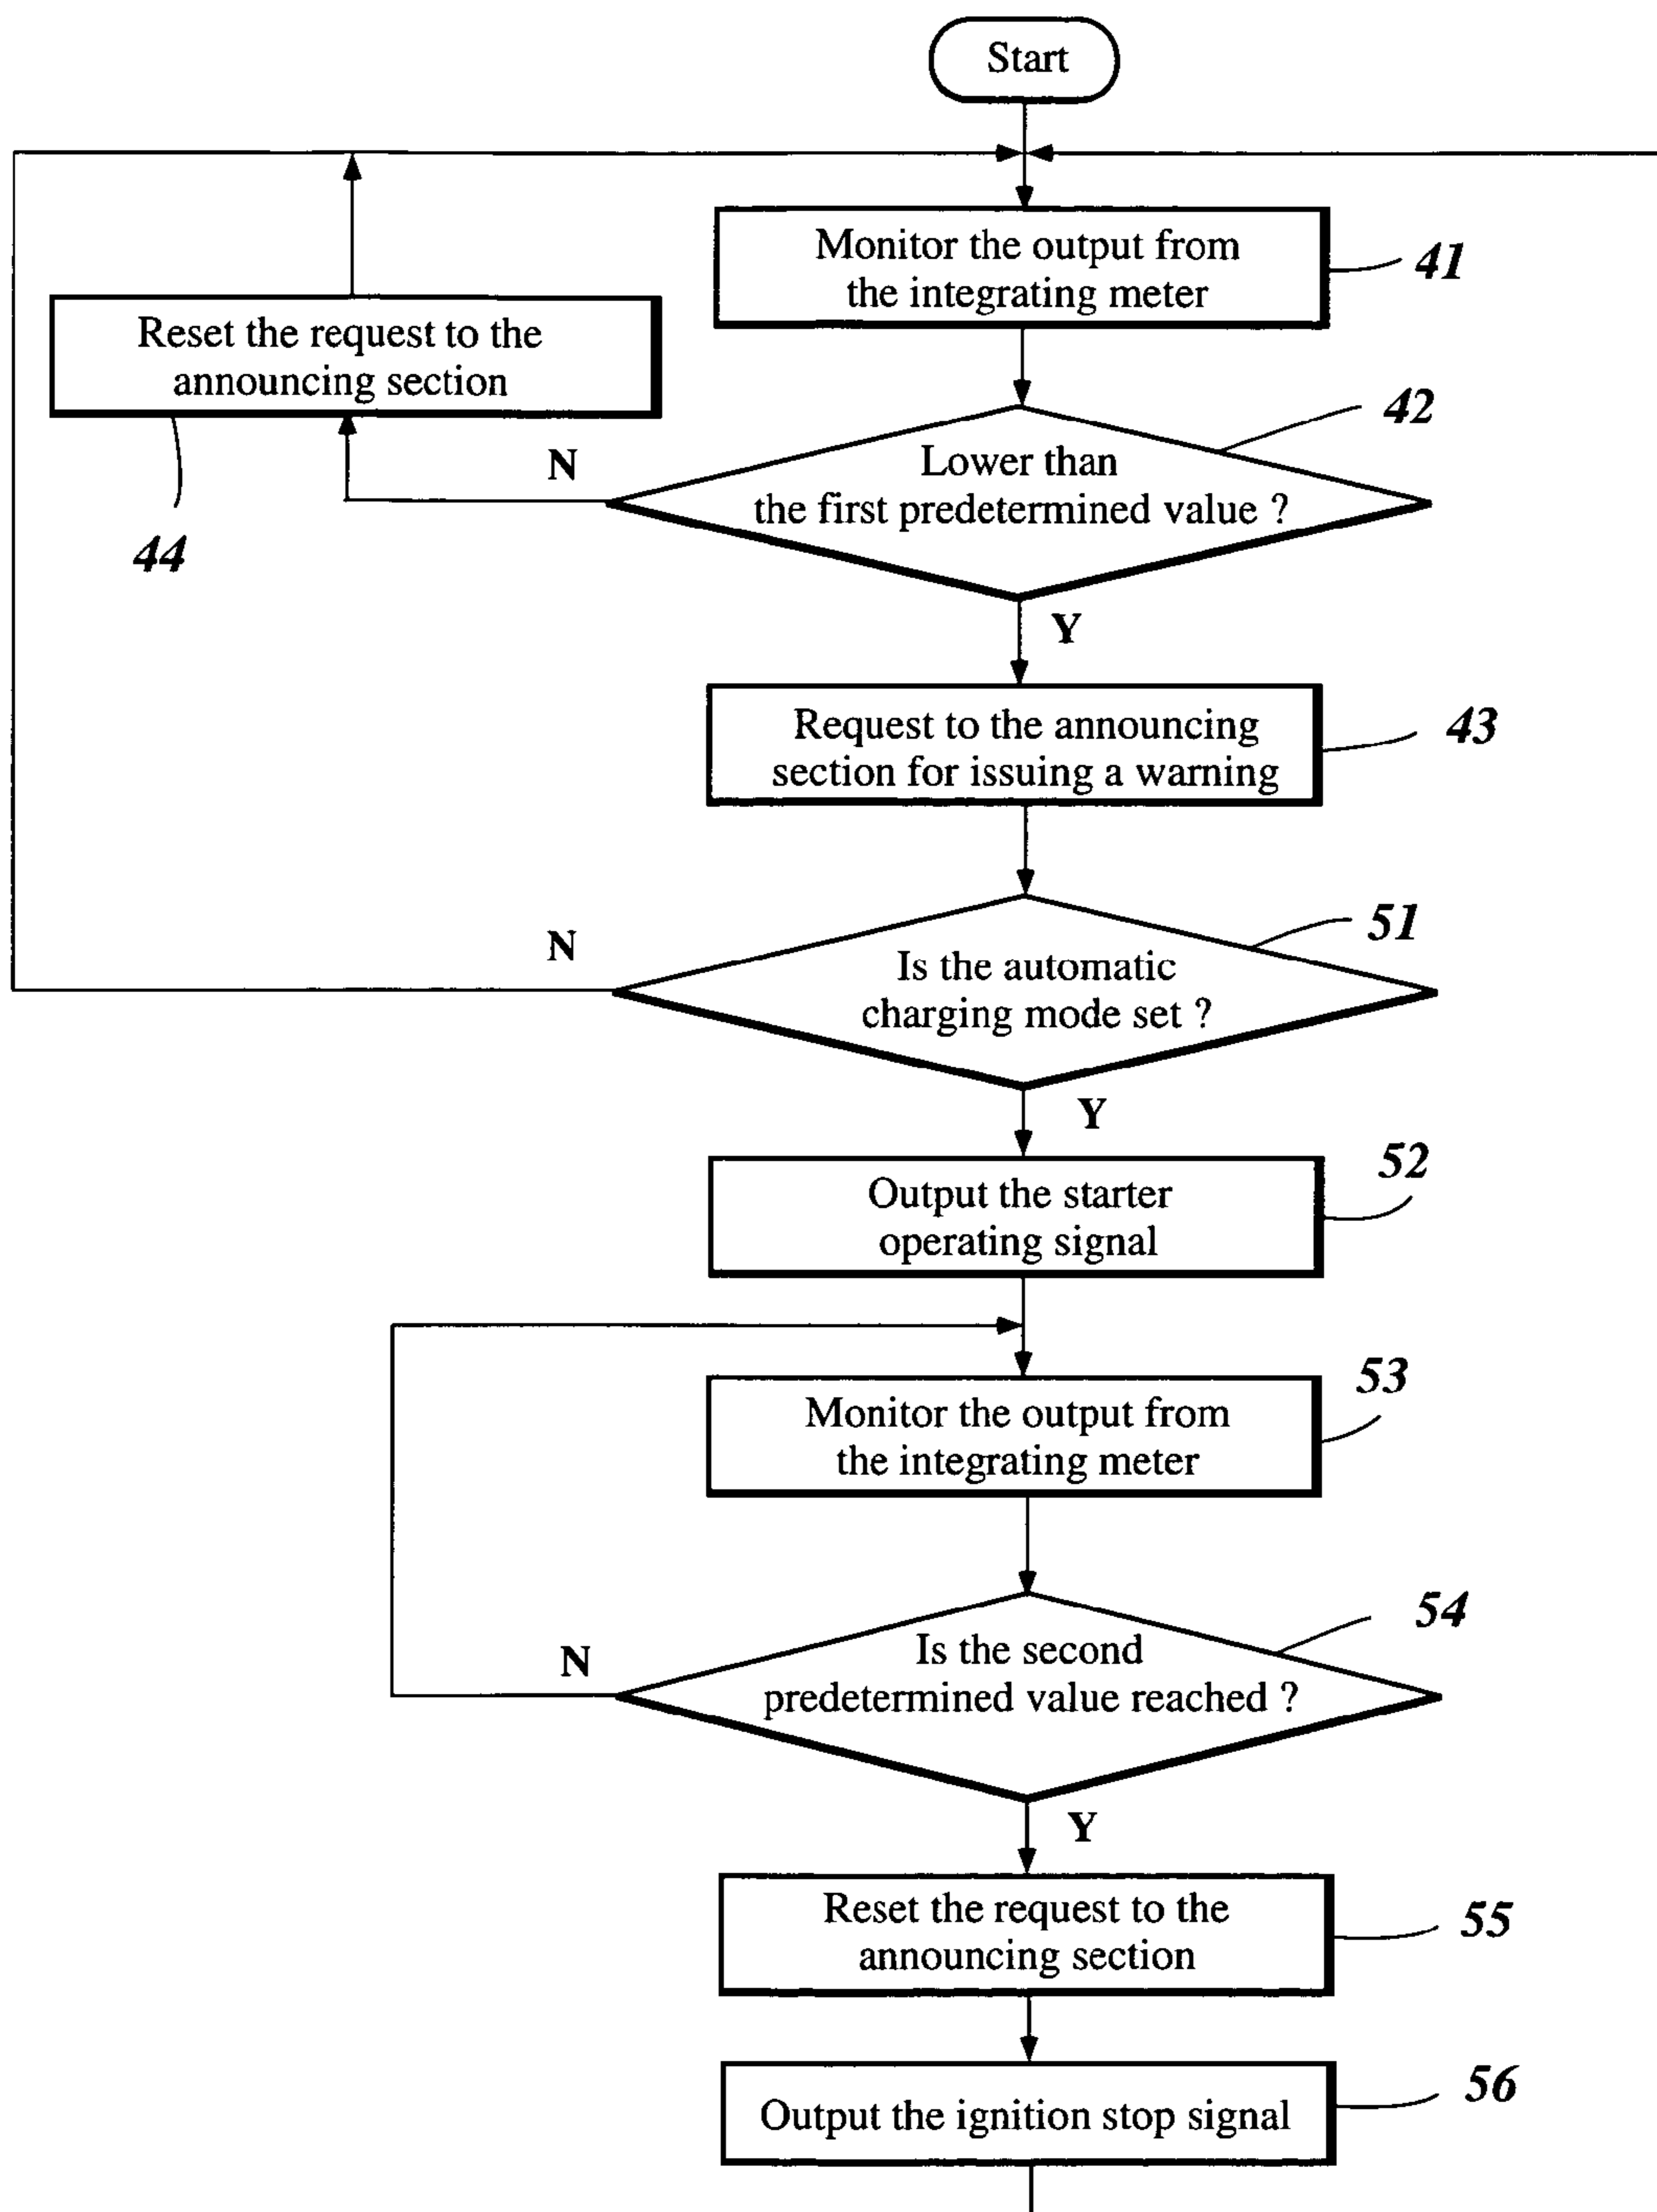 Start
Monitor the output from
the integrating meter
41
Reset the request to the
announcing section
44
42
Lower than
the first predetermined value ?
N
Y
Request to the announcing
section for issuing a warning
43
51
N
Is the automatic
charging mode set ?
Y
52
Output the starter
operating signal
53
Monitor the output from
the integrating meter
54
Is the second
predetermined value reached ?
N
Y
Reset the request to the
announcing section
55
56
Output the ignition stop signal